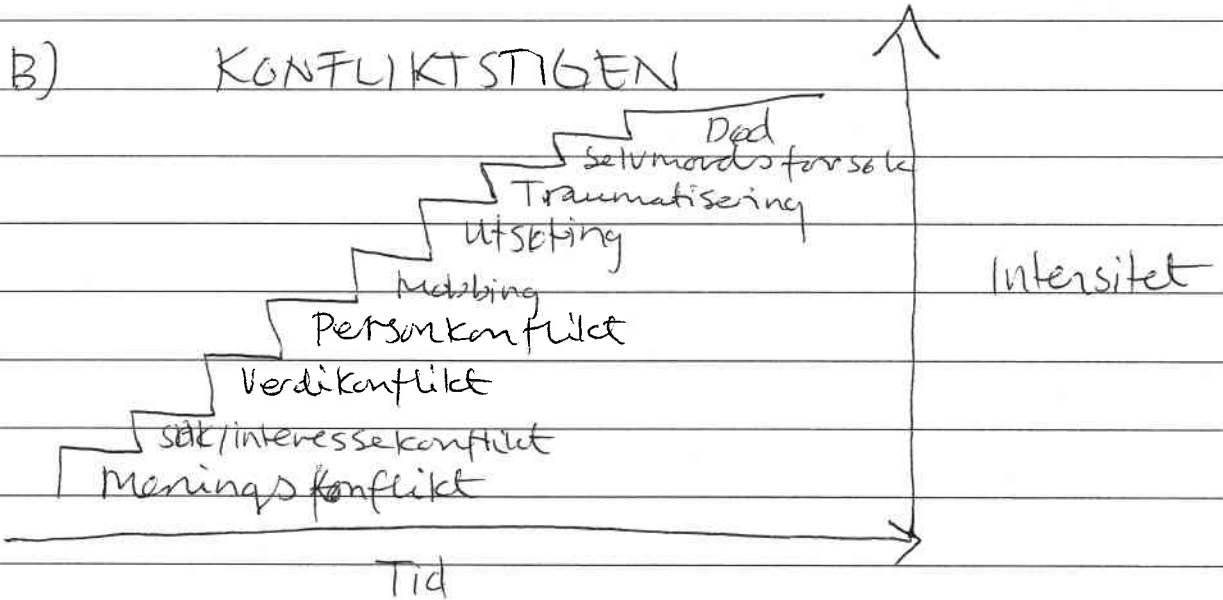 B) KONFLIKTSTIGEN
Død
Selvmordsforsøk
Traumatisering
Utstøting
Mobbing
Intensitet
Personkonflikt
Verdikonflikt
Sak/interessekonflikt
Meningskonflikt
Tid